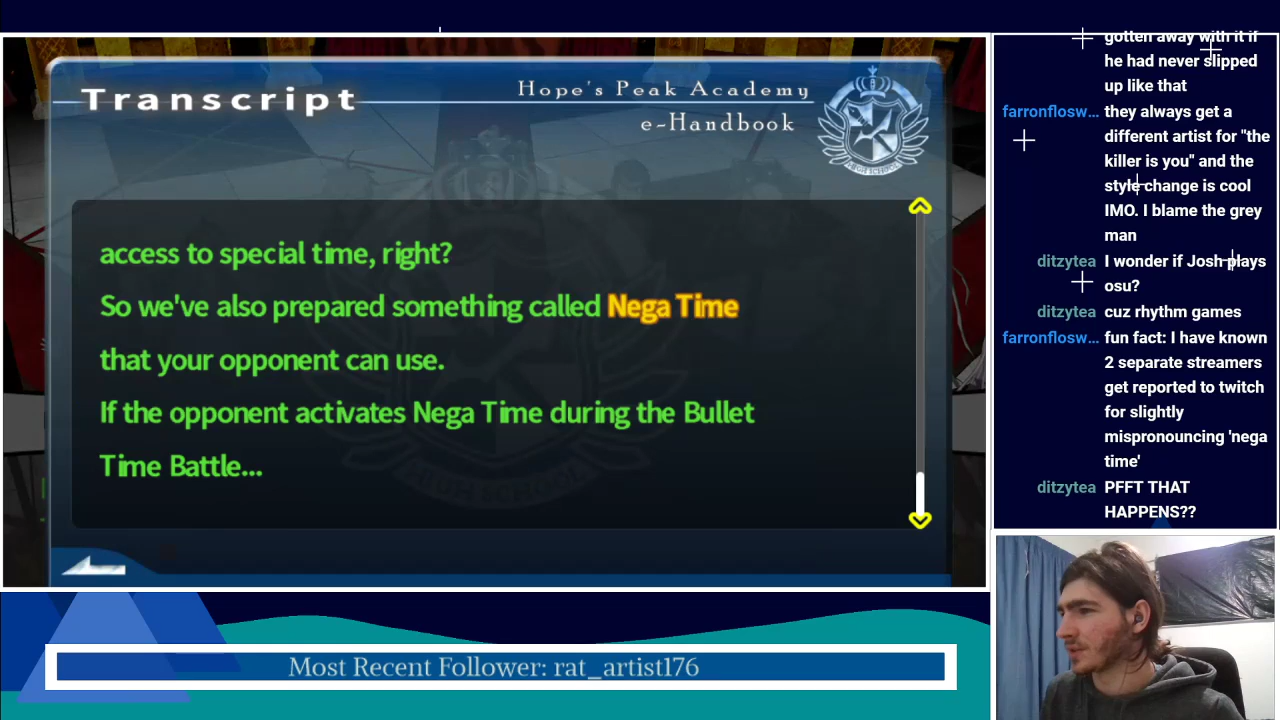 Transcript
Hope's Peak Academy
e-Handbook
HIGH SCHOOL
access to special time, right?
So we've also prepared something called Nega Time
that your opponent can use.
If the opponent activates Nega Time during the Bullet
Time Battle...
HIGH SCHOOL
gotten away with it if
he had never slipped
up like that
farronflosw... they always get a
different artist for "the
killer is you" and the
style change is cool
IMO. I blame the grey
man
ditzytea I wonder if Josh plays
osu?
ditzytea cuz rhythm games
farronflosw... fun fact: I have known
2 separate streamers
get reported to twitch
for slightly
mispronouncing 'nega
time'
ditzytea PFFT THAT
HAPPENS??
Most Recent Follower: rat_artist176